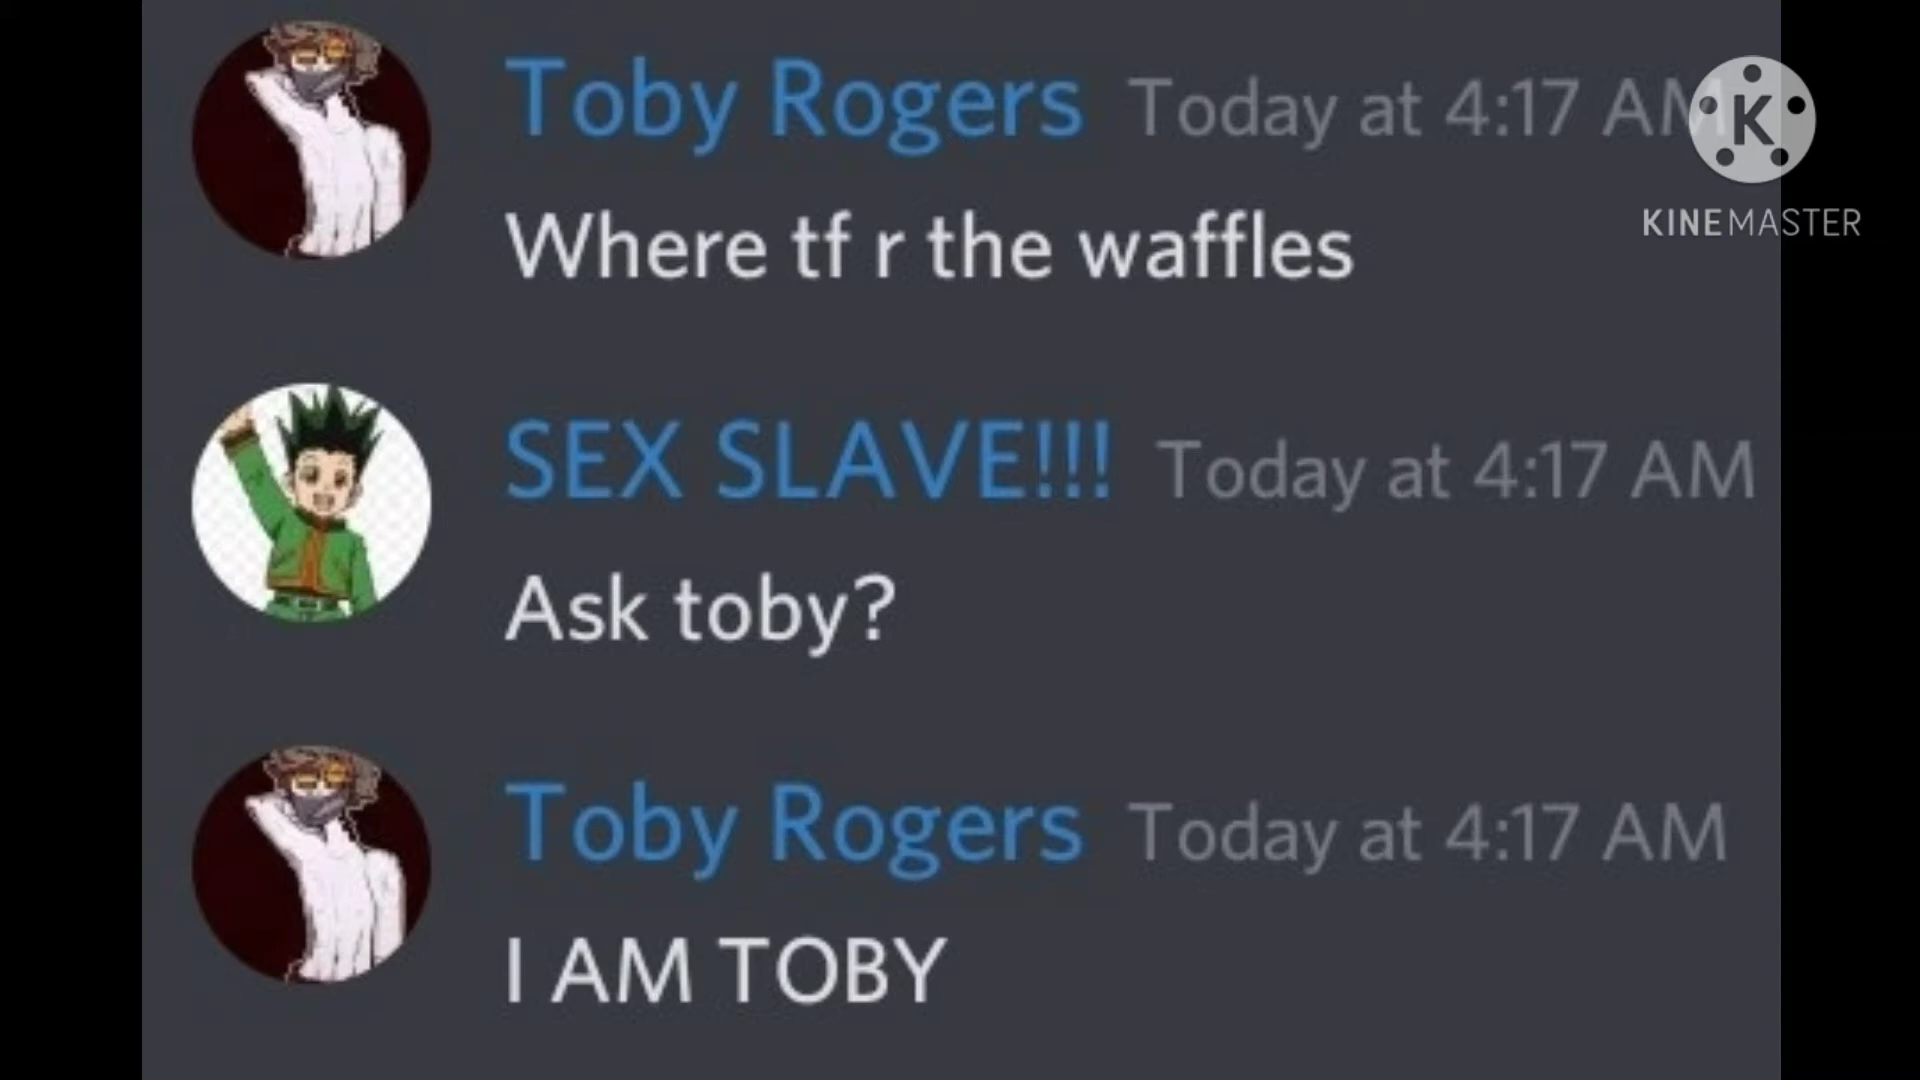 Toby Rogers Today at 4:17 AM
K
KINEMASTER
Where tf r the waffles
SEX SLAVE!!! Today at 4:17 AM
Ask toby?
Toby Rogers Today at 4:17 AM
I AM TOBY